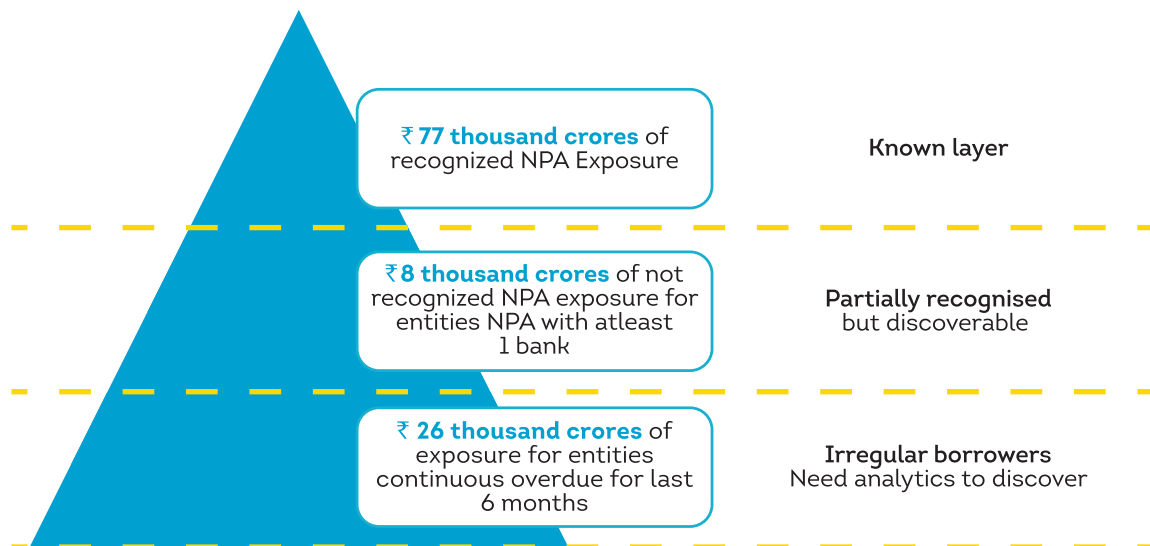 ₹ 77 thousand crores of
recognized NPA Exposure
Known layer
₹8 thousand crores of not
recognized NPA exposure for
entities NPA with atleast
1 bank
Partially recognised
but discoverable
₹ 26 thousand crores of
exposure for entities
continuous overdue for last
6 months
Irregular borrowers
Need analytics to discover